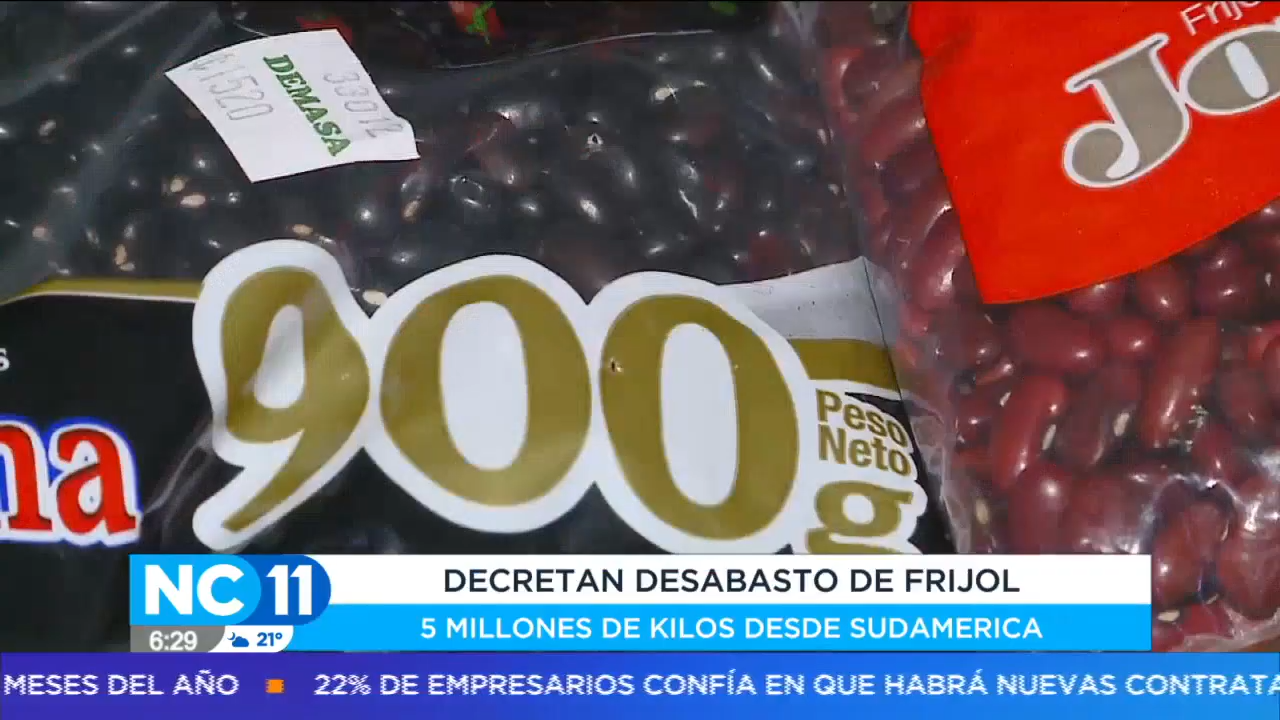 33012
DEMASA
₡1520
Jo
900
Peso
Neto
g
na
NC 11
DECRETAN DESABASTO DE FRIJOL
5 MILLONES DE KILOS DESDE SUDAMERICA
6:29
21°
MESES DEL AÑO
22% DE EMPRESARIOS CONFÍA EN QUE HABRÁ NUEVAS CONTRATA